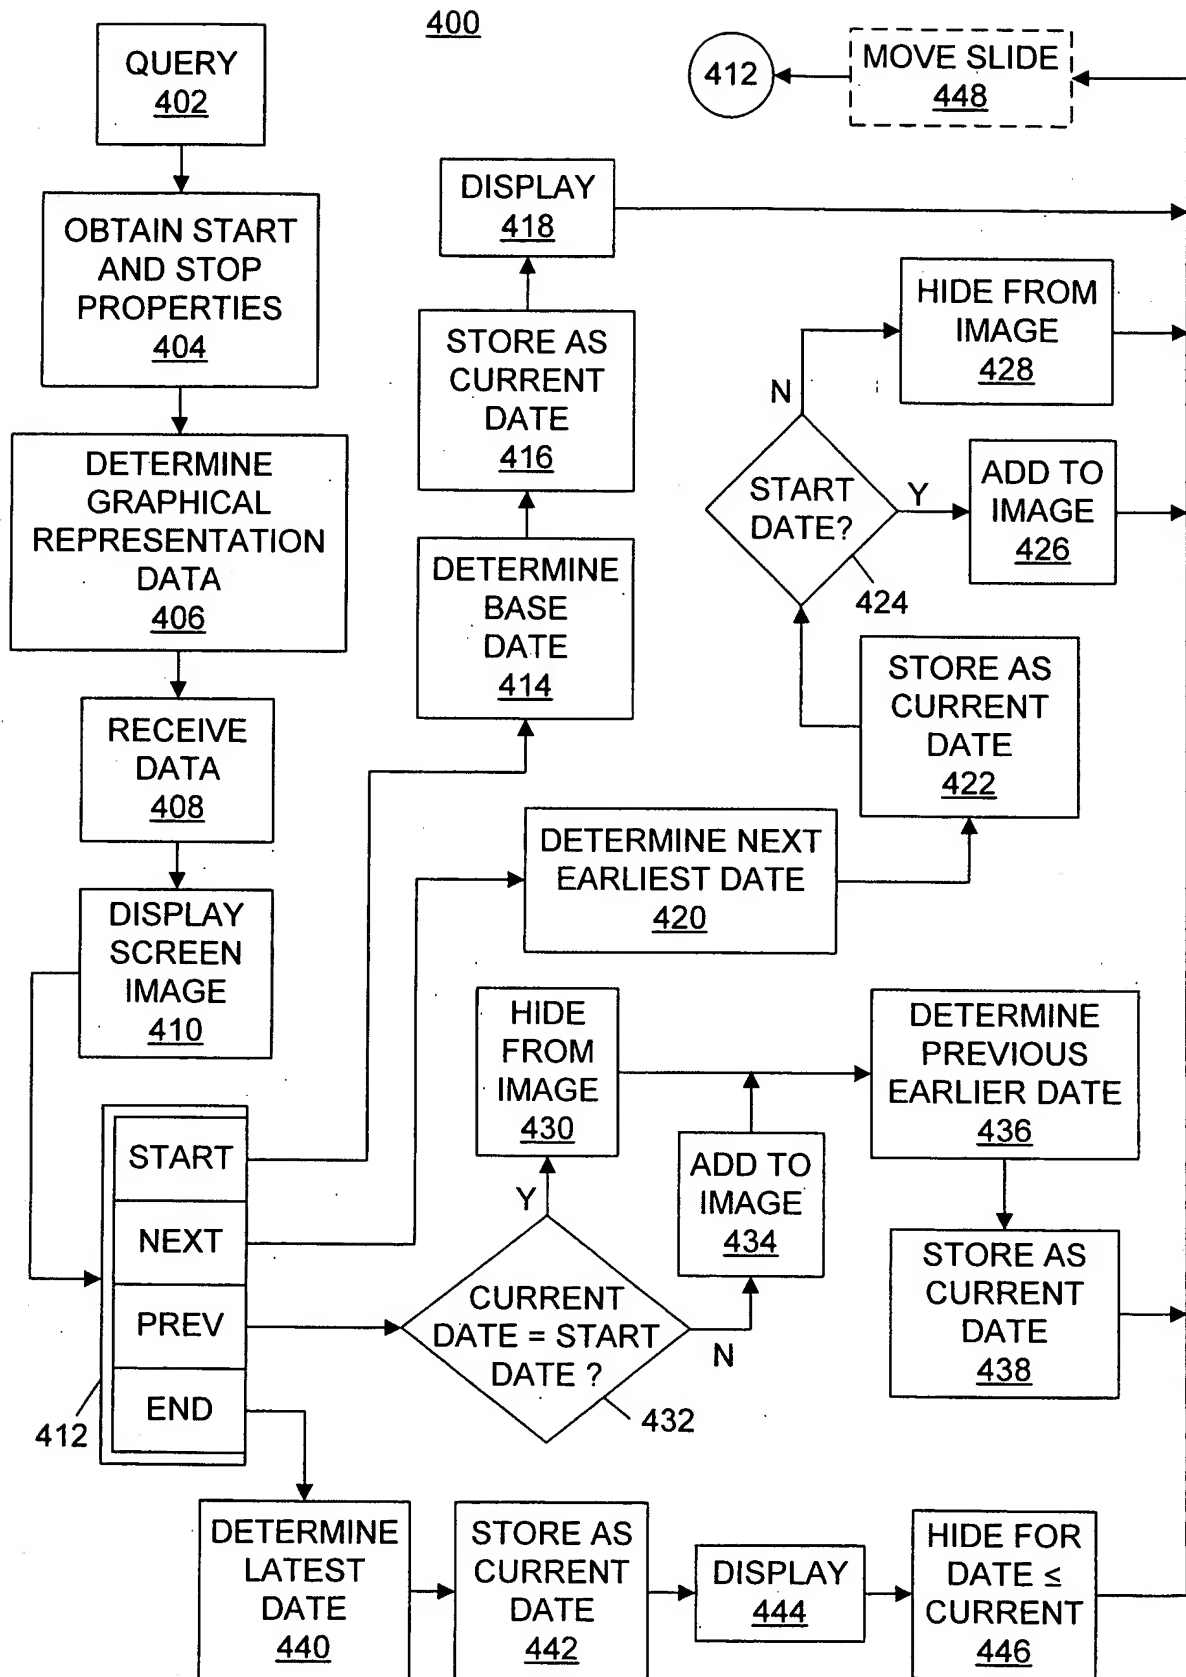 400
QUERY
402
OBTAIN START
AND STOP
PROPERTIES
404
DETERMINE
GRAPHICAL
REPRESENTATION
DATA
406
RECEIVE
DATA
408
DISPLAY
SCREEN
IMAGE
410
START
NEXT
PREV
END
412
412
MOVE SLIDE
448
DISPLAY
418
STORE AS
CURRENT
DATE
416
DETERMINE
BASE
DATE
414
HIDE FROM
IMAGE
428
N
START
DATE?
Y
424
ADD TO
IMAGE
426
STORE AS
CURRENT
DATE
422
DETERMINE NEXT
EARLIEST DATE
420
HIDE
FROM
IMAGE
430
Y
CURRENT
DATE = START
DATE ?
N
432
ADD TO
IMAGE
434
DETERMINE
PREVIOUS
EARLIER DATE
436
STORE AS
CURRENT
DATE
438
DETERMINE
LATEST
DATE
440
STORE AS
CURRENT
DATE
442
DISPLAY
444
HIDE FOR
DATE ≤
CURRENT
446